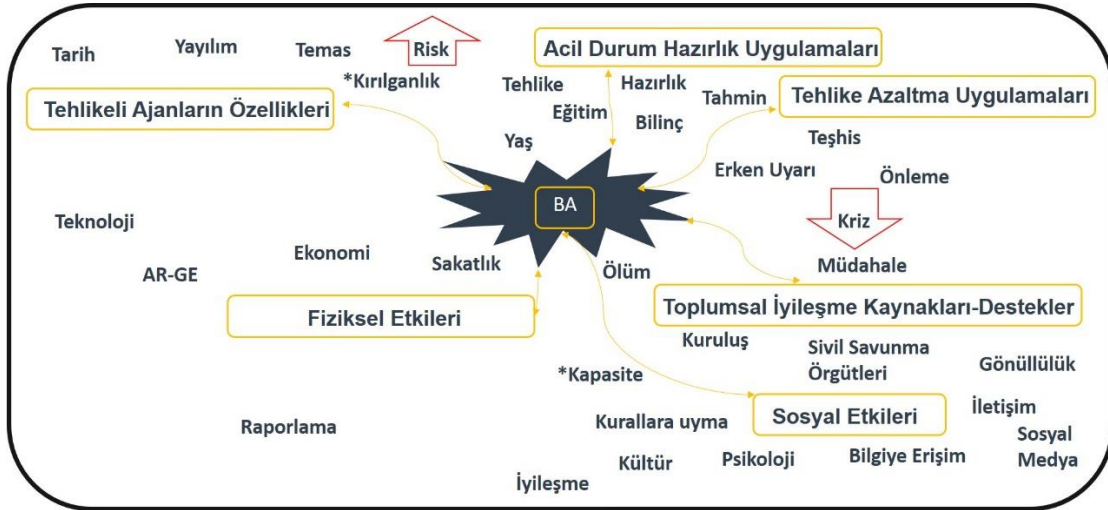 Tarih
Yayılım
Temas
Risk
Acil Durum Hazırlık Uygulamaları
*Kırılganlık
Tehlike
Hazırlık
Tehlikeli Ajanların Özellikleri
Eğitim
Tahmin
Tehlike Azaltma Uygulamaları
Bilinç
Yaş
Teşhis
Erken Uyarı
Önleme
BA
Teknoloji
Kriz
Ekonomi
AR-GE
Sakatlık
Ölüm
Müdahale
Fiziksel Etkileri
Toplumsal İyileşme Kaynakları-Destekler
Kuruluş
Sivil Savunma
Örgütleri
Gönüllülük
*Kapasite
Raporlama
Kurallara uyma
Sosyal Etkileri
İletişim
Sosyal
Medya
Kültür
Psikoloji
Bilgiye Erişim
İyileşme